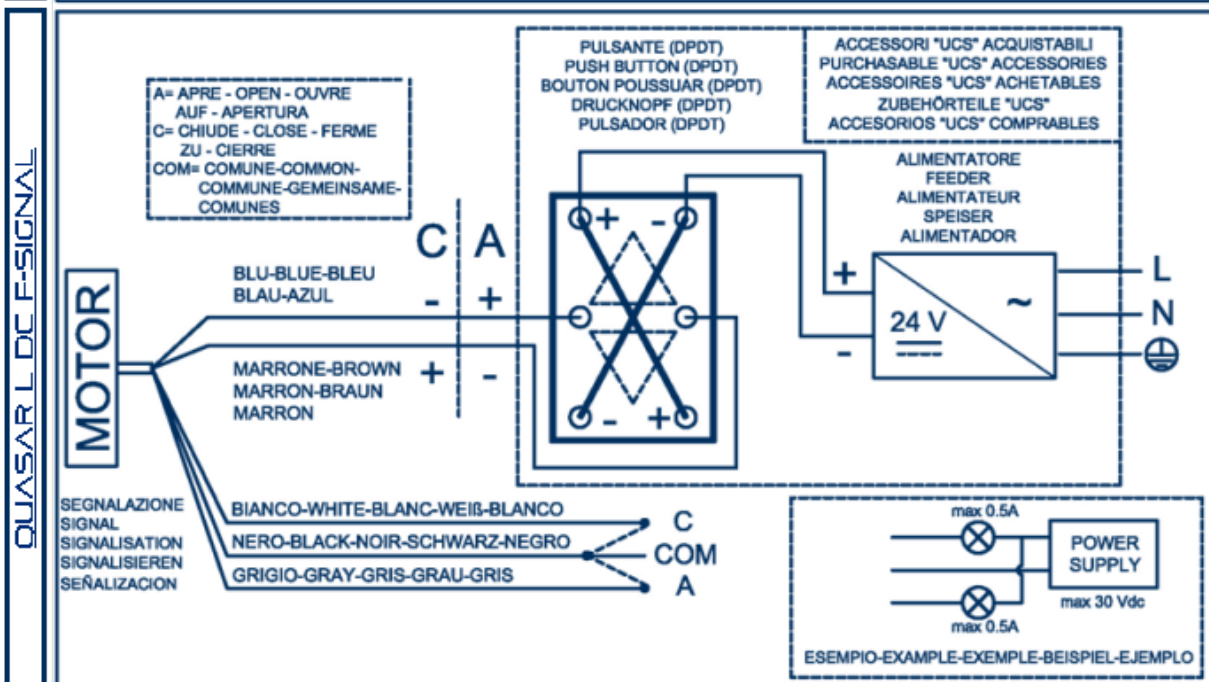 QUASAR L DC F-SIGNAL
A= APRE - OPEN - OUVRE
AUF - APERTURA
C= CHIUDE - CLOSE - FERME
ZU - CIERRE
COM= COMUNE-COMMON-
COMMUNE-GEMEINSAME-
COMUNES
PULSANTE (DPDT)
PUSH BUTTON (DPDT)
BOUTON POUSSUAR (DPDT)
DRUCKNOPF (DPDT)
PULSADOR (DPDT)
ACCESSORI "UCS" ACQUISTABILI
PURCHASABLE "UCS" ACCESSORIES
ACCESSOIRES "UCS" ACHETABLES
ZUBEHÖRTEILE "UCS"
ACCESORIOS "UCS" COMPRABLES
ALIMENTATORE
FEEDER
ALIMENTATEUR
SPEISER
ALIMENTADOR
C A
MOTOR
BLU-BLUE-BLEU
BLAU-AZUL
- +
MARRONE-BROWN
MARRON-BRAUN
MARRON
+ -
+ -
- +
+
-
24 V
~
L
N
SEGNALAZIONE
SIGNAL
SIGNALISATION
SIGNALISIEREN
SEÑALIZACION
BIANCO-WHITE-BLANC-WEIß-BLANCO
NERO-BLACK-NOIR-SCHWARZ-NEGRO
GRIGIO-GRAY-GRIS-GRAU-GRIS
C
COM
A
max 0.5A
POWER
SUPPLY
max 30 Vdc
max 0.5A
ESEMPIO-EXAMPLE-EXEMPLE-BEISPIEL-EJEMPLO